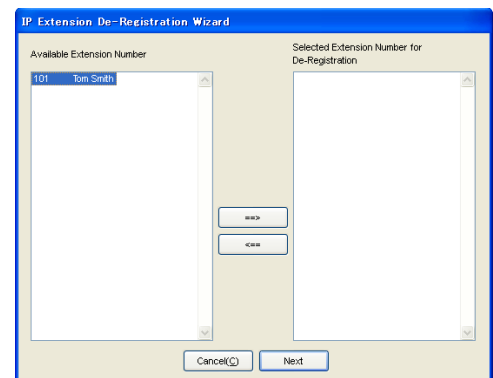 IP Extension De-Registration Wizard
Available Extension Number
Selected Extension Number for
De-Registration
101 Tom Smith
==>
<==
Cancel(C)
Next